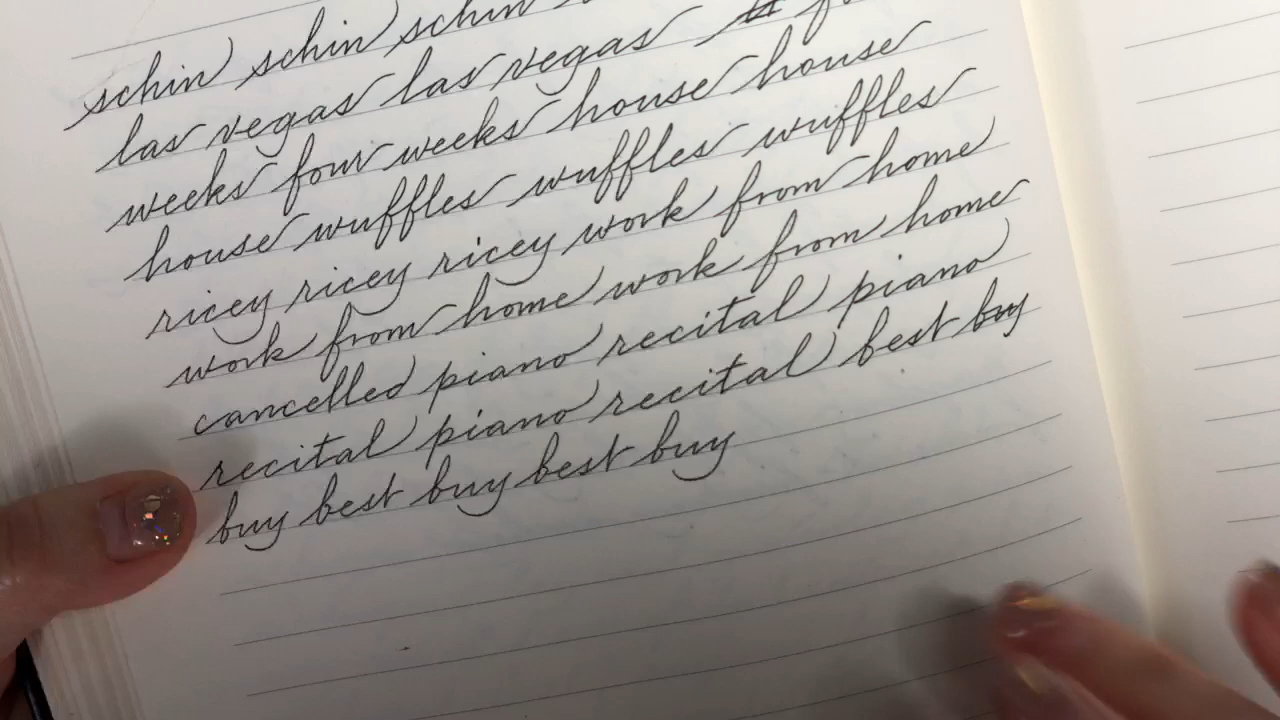 schin schin schin
las vegas las vegas
weeks four weeks house house
house wuffles wuffles wuffles
ricey ricey ricey work from home
work from home work from home
cancelled piano recital piano
recital piano recital best buy
buy best buy best buy